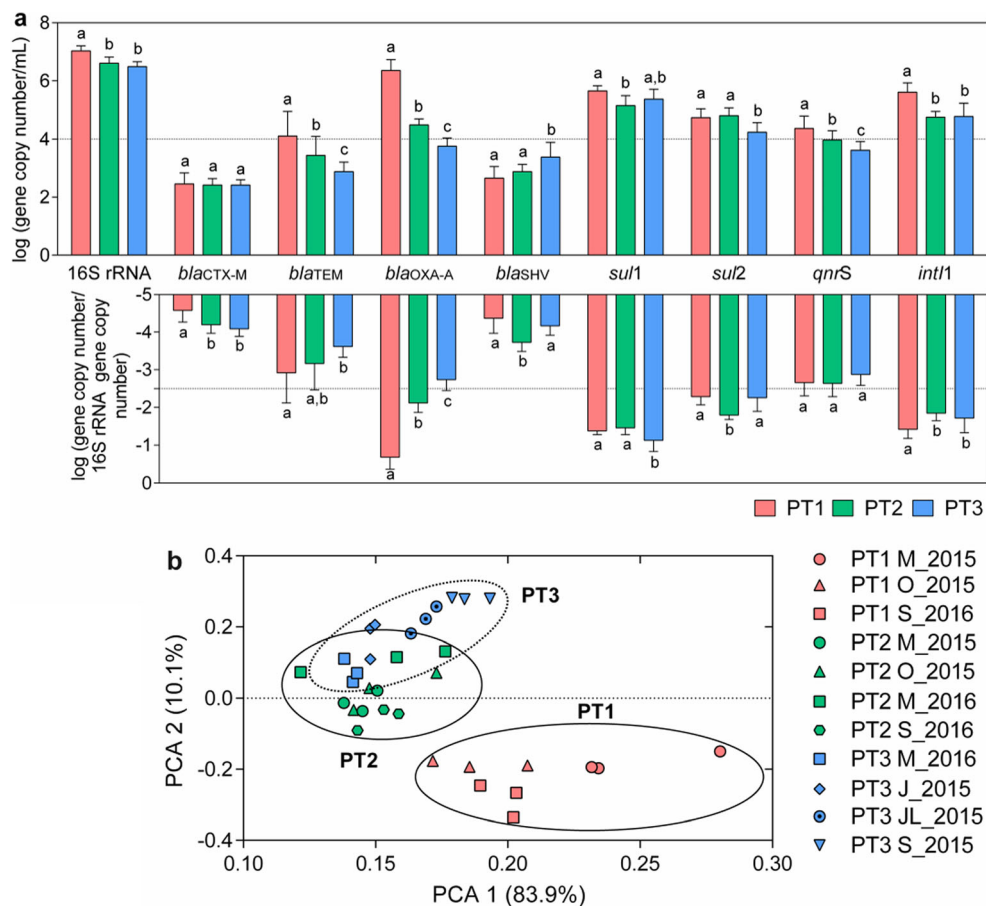 a
8
6
4
2
0
log (gene copy number/mL)
a b b
a a a
a b c
a b c
a a b
a b a,b
a a b
a b c
a b b
16S rRNA blaCTX-M blaTEM blaOXA-A blaSHV sul1 sul2 qnrS intI1
-5
-4
-3
-2
-1
0
log (gene copy number/
16S rRNA gene copy
number)
a b b
a a,b b
a b c
a b a
a a b
a b a
a a a
a b b
PT1 PT2 PT3
b
0.4
0.2
0.0
-0.2
-0.4
PCA 2 (10.1%)
PT3
PT2
PT1
0.10 0.15 0.20 0.25 0.30
PCA 1 (83.9%)
PT1 M_2015
PT1 O_2015
PT1 S_2016
PT2 M_2015
PT2 O_2015
PT2 M_2016
PT2 S_2016
PT3 M_2016
PT3 J_2015
PT3 JL_2015
PT3 S_2015